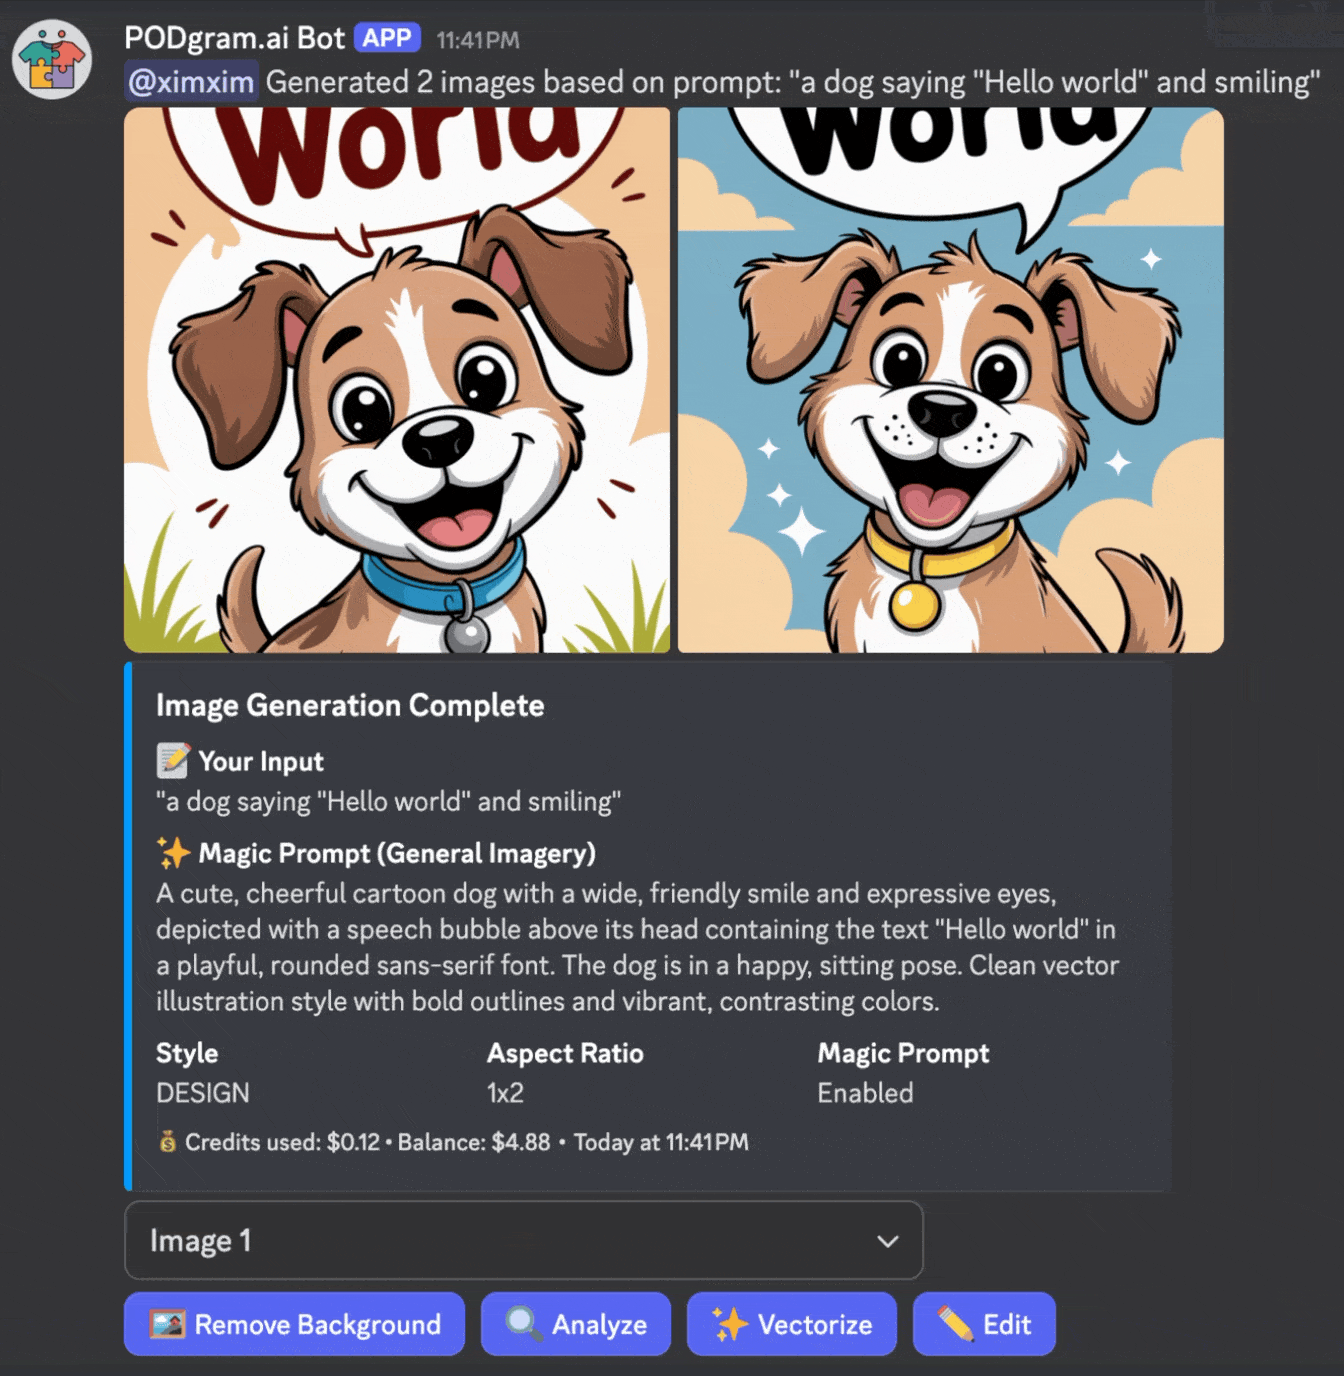 PODgram.ai Bot APP 11:41 PM
@ximxim Generated 2 images based on prompt: "a dog saying "Hello world" and smiling"
World
World
Image Generation Complete
Your Input
"a dog saying "Hello world" and smiling"
Magic Prompt (General Imagery)
A cute, cheerful cartoon dog with a wide, friendly smile and expressive eyes,
depicted with a speech bubble above its head containing the text "Hello world" in
a playful, rounded sans-serif font. The dog is in a happy, sitting pose. Clean vector
illustration style with bold outlines and vibrant, contrasting colors.
Style Aspect Ratio Magic Prompt
DESIGN 1x2 Enabled
Credits used: $0.12 • Balance: $4.88 • Today at 11:41 PM
Image 1
Remove Background Analyze Vectorize Edit